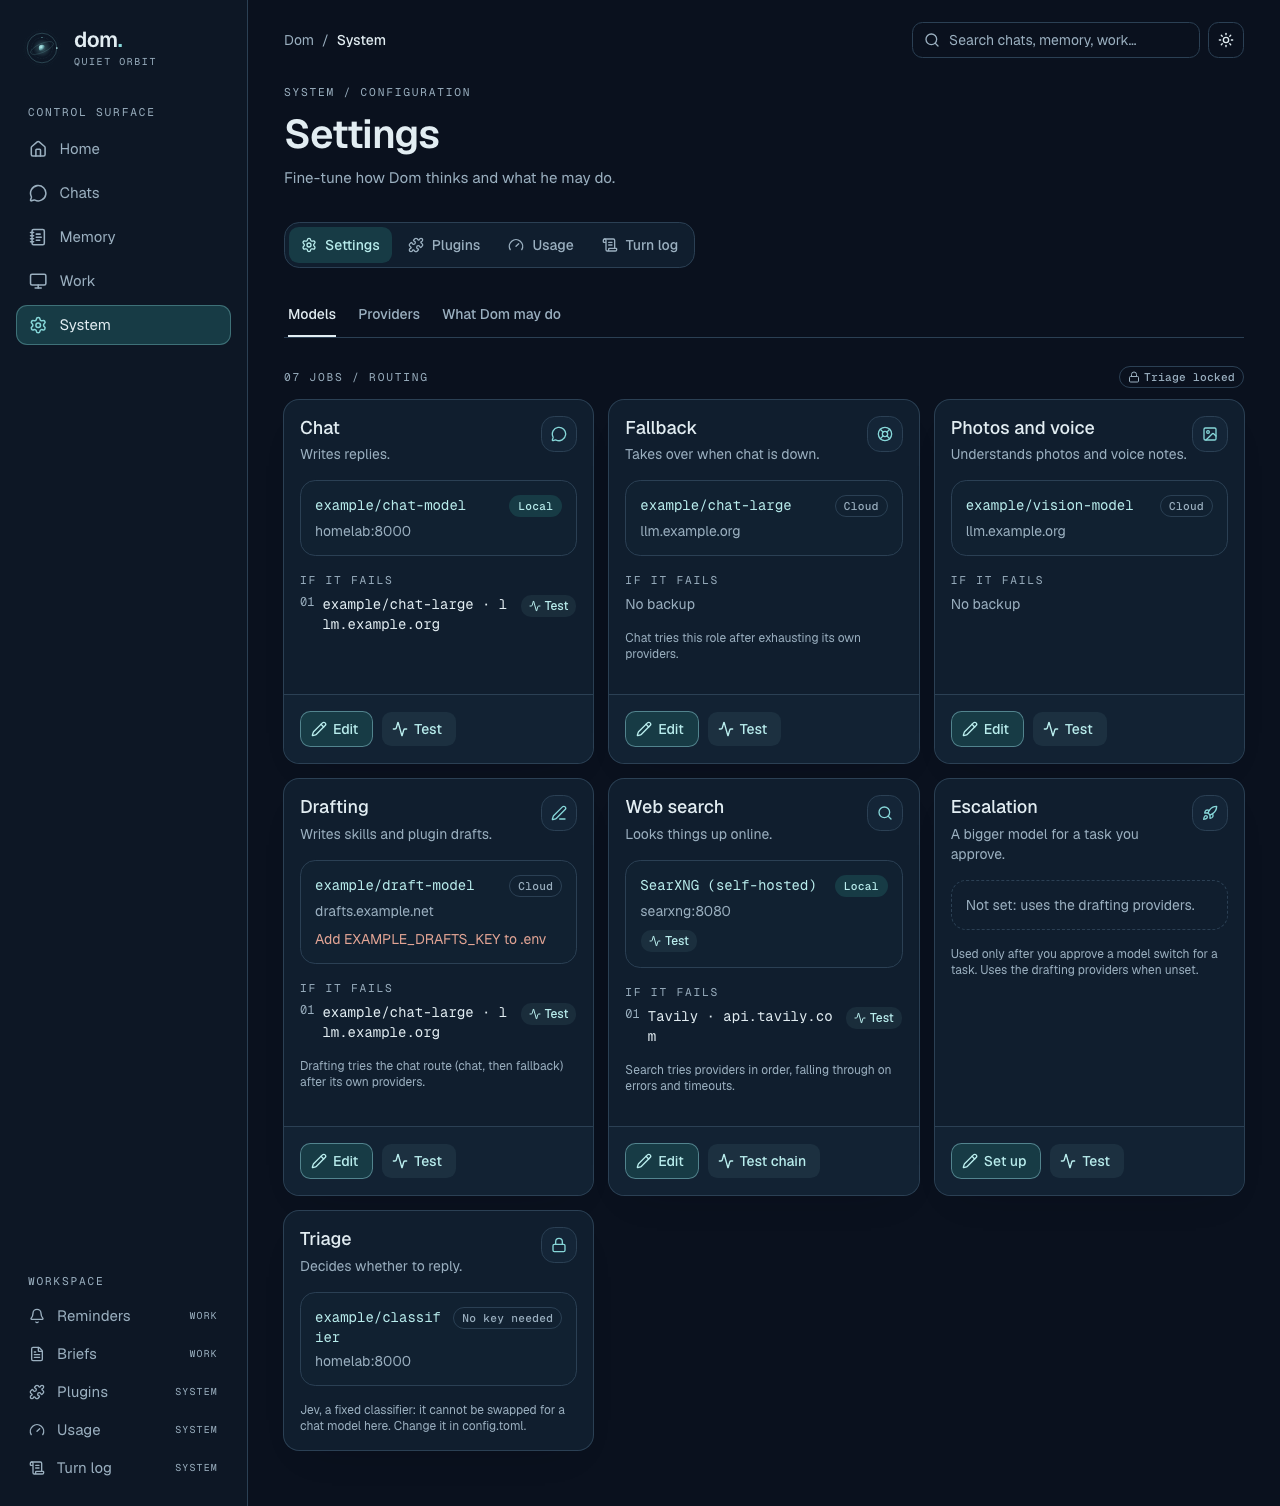 dom.
QUIET ORBIT
CONTROL SURFACE
Home
Chats
Memory
Work
System
WORKSPACE
Reminders WORK
Briefs WORK
Plugins SYSTEM
Usage SYSTEM
Turn log SYSTEM
Dom / System
Search chats, memory, work…
SYSTEM / CONFIGURATION
Settings
Fine-tune how Dom thinks and what he may do.
Settings Plugins Usage Turn log
Models Providers What Dom may do
07 JOBS / ROUTING
Triage locked
Chat
Writes replies.
example/chat-model Local
homelab:8000
IF IT FAILS
01 example/chat-large · l
lm.example.org
Test
Edit Test
Fallback
Takes over when chat is down.
example/chat-large Cloud
llm.example.org
IF IT FAILS
No backup
Chat tries this role after exhausting its own
providers.
Edit Test
Photos and voice
Understands photos and voice notes.
example/vision-model Cloud
llm.example.org
IF IT FAILS
No backup
Edit Test
Drafting
Writes skills and plugin drafts.
example/draft-model Cloud
drafts.example.net
Add EXAMPLE_DRAFTS_KEY to .env
IF IT FAILS
01 example/chat-large · l
lm.example.org
Test
Drafting tries the chat route (chat, then fallback)
after its own providers.
Edit Test
Web search
Looks things up online.
SearXNG (self-hosted) Local
searxng:8080
Test
IF IT FAILS
01 Tavily · api.tavily.co
m
Test
Search tries providers in order, falling through on
errors and timeouts.
Edit Test chain
Escalation
A bigger model for a task you
approve.
Not set: uses the drafting providers.
Used only after you approve a model switch for a
task. Uses the drafting providers when unset.
Set up Test
Triage
Decides whether to reply.
example/classif
ier
No key needed
homelab:8000
Jev, a fixed classifier: it cannot be swapped for a
chat model here. Change it in config.toml.